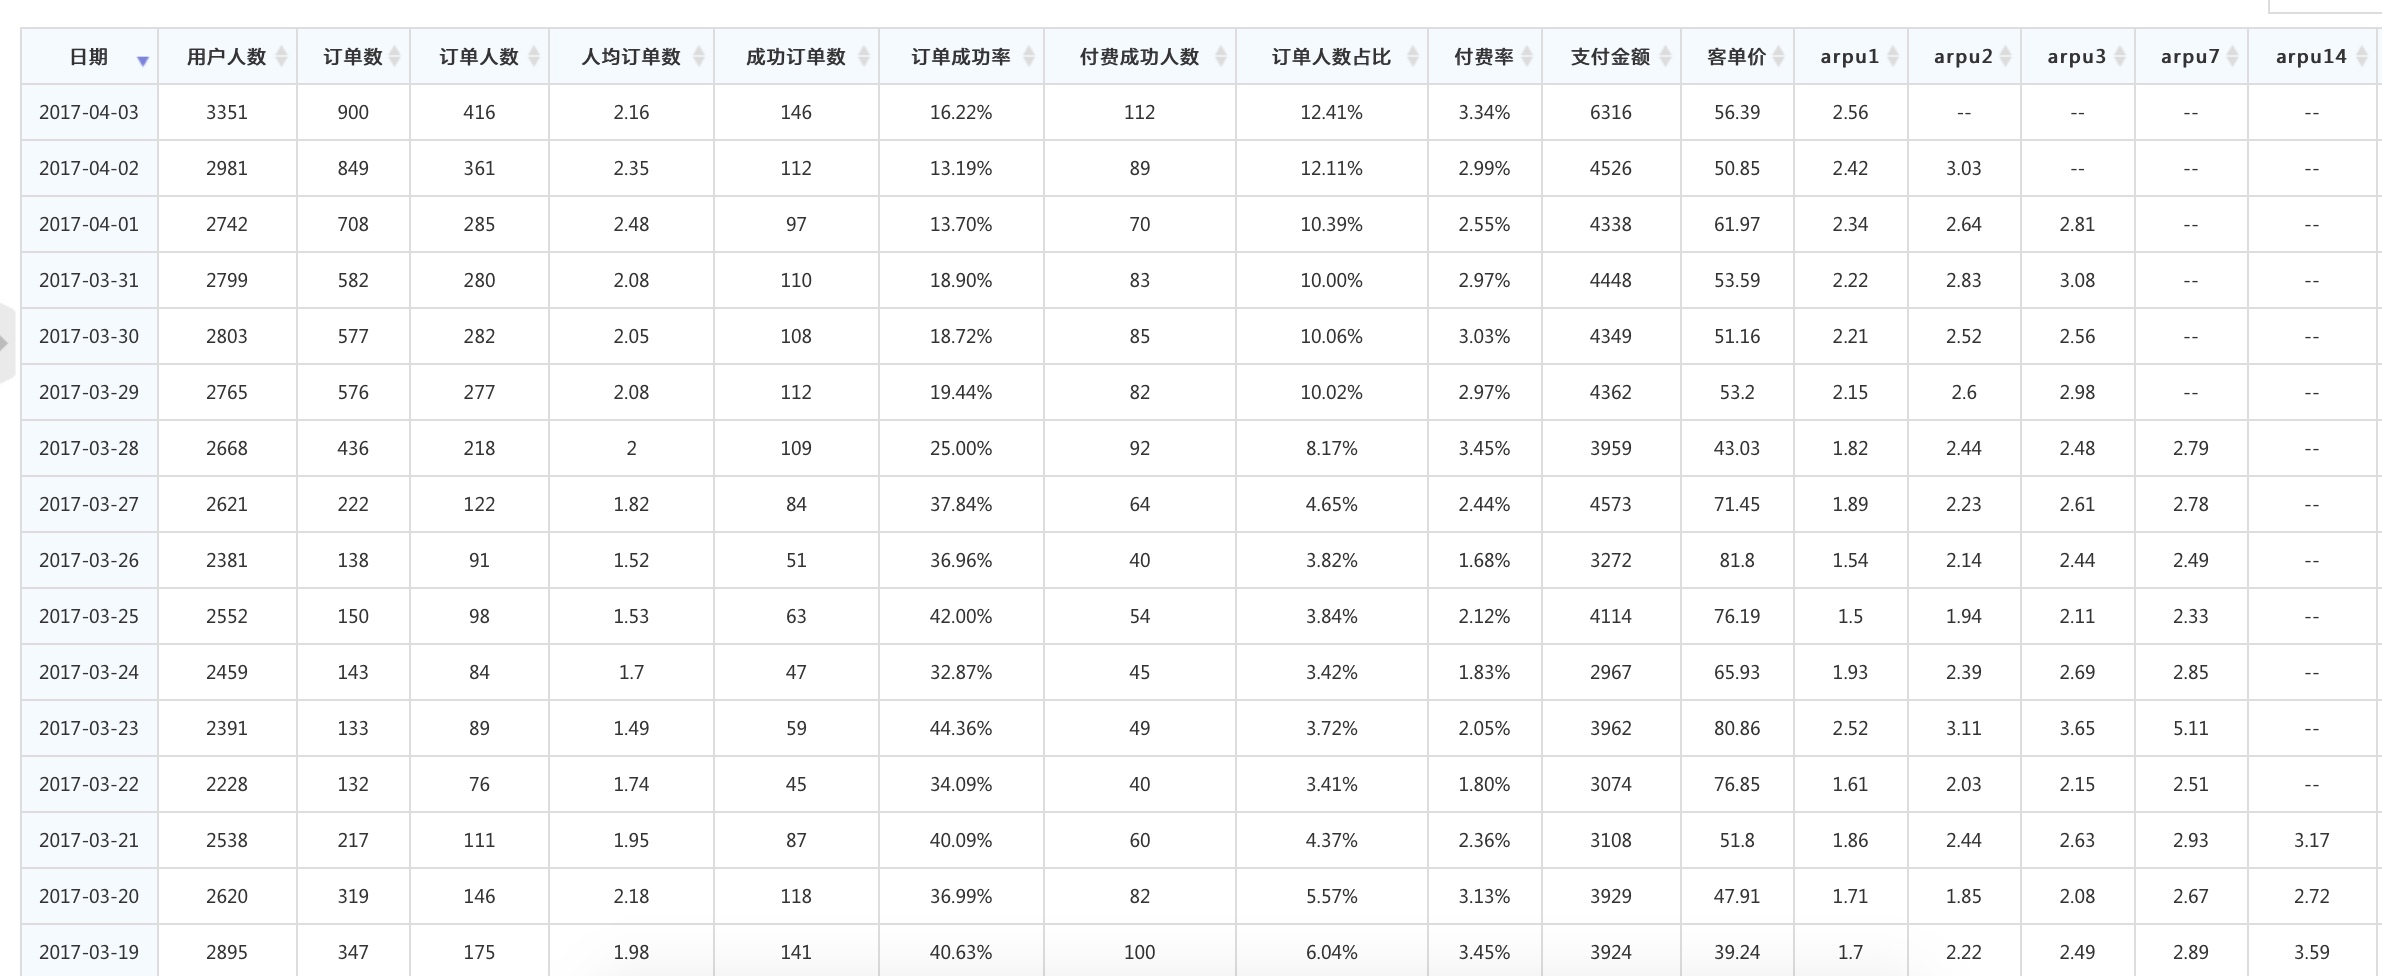 日期 用户人数 订单数 订单人数 人均订单数 成功订单数 订单成功率 付费成功人数 订单人数占比 付费率 支付金额 客单价 arpu1 arpu2 arpu3 arpu7 arpu14
2017-04-03 3351 900 416 2.16 146 16.22% 112 12.41% 3.34% 6316 56.39 2.56 -- -- -- --
2017-04-02 2981 849 361 2.35 112 13.19% 89 12.11% 2.99% 4526 50.85 2.42 3.03 -- -- --
2017-04-01 2742 708 285 2.48 97 13.70% 70 10.39% 2.55% 4338 61.97 2.34 2.64 2.81 -- --
2017-03-31 2799 582 280 2.08 110 18.90% 83 10.00% 2.97% 4448 53.59 2.22 2.83 3.08 -- --
2017-03-30 2803 577 282 2.05 108 18.72% 85 10.06% 3.03% 4349 51.16 2.21 2.52 2.56 -- --
2017-03-29 2765 576 277 2.08 112 19.44% 82 10.02% 2.97% 4362 53.2 2.15 2.6 2.98 -- --
2017-03-28 2668 436 218 2 109 25.00% 92 8.17% 3.45% 3959 43.03 1.82 2.44 2.48 2.79 --
2017-03-27 2621 222 122 1.82 84 37.84% 64 4.65% 2.44% 4573 71.45 1.89 2.23 2.61 2.78 --
2017-03-26 2381 138 91 1.52 51 36.96% 40 3.82% 1.68% 3272 81.8 1.54 2.14 2.44 2.49 --
2017-03-25 2552 150 98 1.53 63 42.00% 54 3.84% 2.12% 4114 76.19 1.5 1.94 2.11 2.33 --
2017-03-24 2459 143 84 1.7 47 32.87% 45 3.42% 1.83% 2967 65.93 1.93 2.39 2.69 2.85 --
2017-03-23 2391 133 89 1.49 59 44.36% 49 3.72% 2.05% 3962 80.86 2.52 3.11 3.65 5.11 --
2017-03-22 2228 132 76 1.74 45 34.09% 40 3.41% 1.80% 3074 76.85 1.61 2.03 2.15 2.51 --
2017-03-21 2538 217 111 1.95 87 40.09% 60 4.37% 2.36% 3108 51.8 1.86 2.44 2.63 2.93 3.17
2017-03-20 2620 319 146 2.18 118 36.99% 82 5.57% 3.13% 3929 47.91 1.71 1.85 2.08 2.67 2.72
2017-03-19 2895 347 175 1.98 141 40.63% 100 6.04% 3.45% 3924 39.24 1.7 2.22 2.49 2.89 3.59